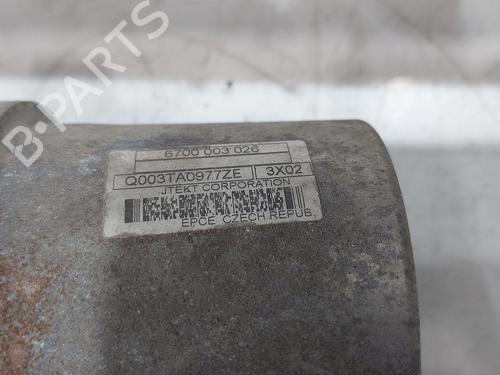 B-PARTS
6700 003 026
Q003TA0977ZE 3X02
JTEKT CORPORATION
EPCE CZECH REPUB.